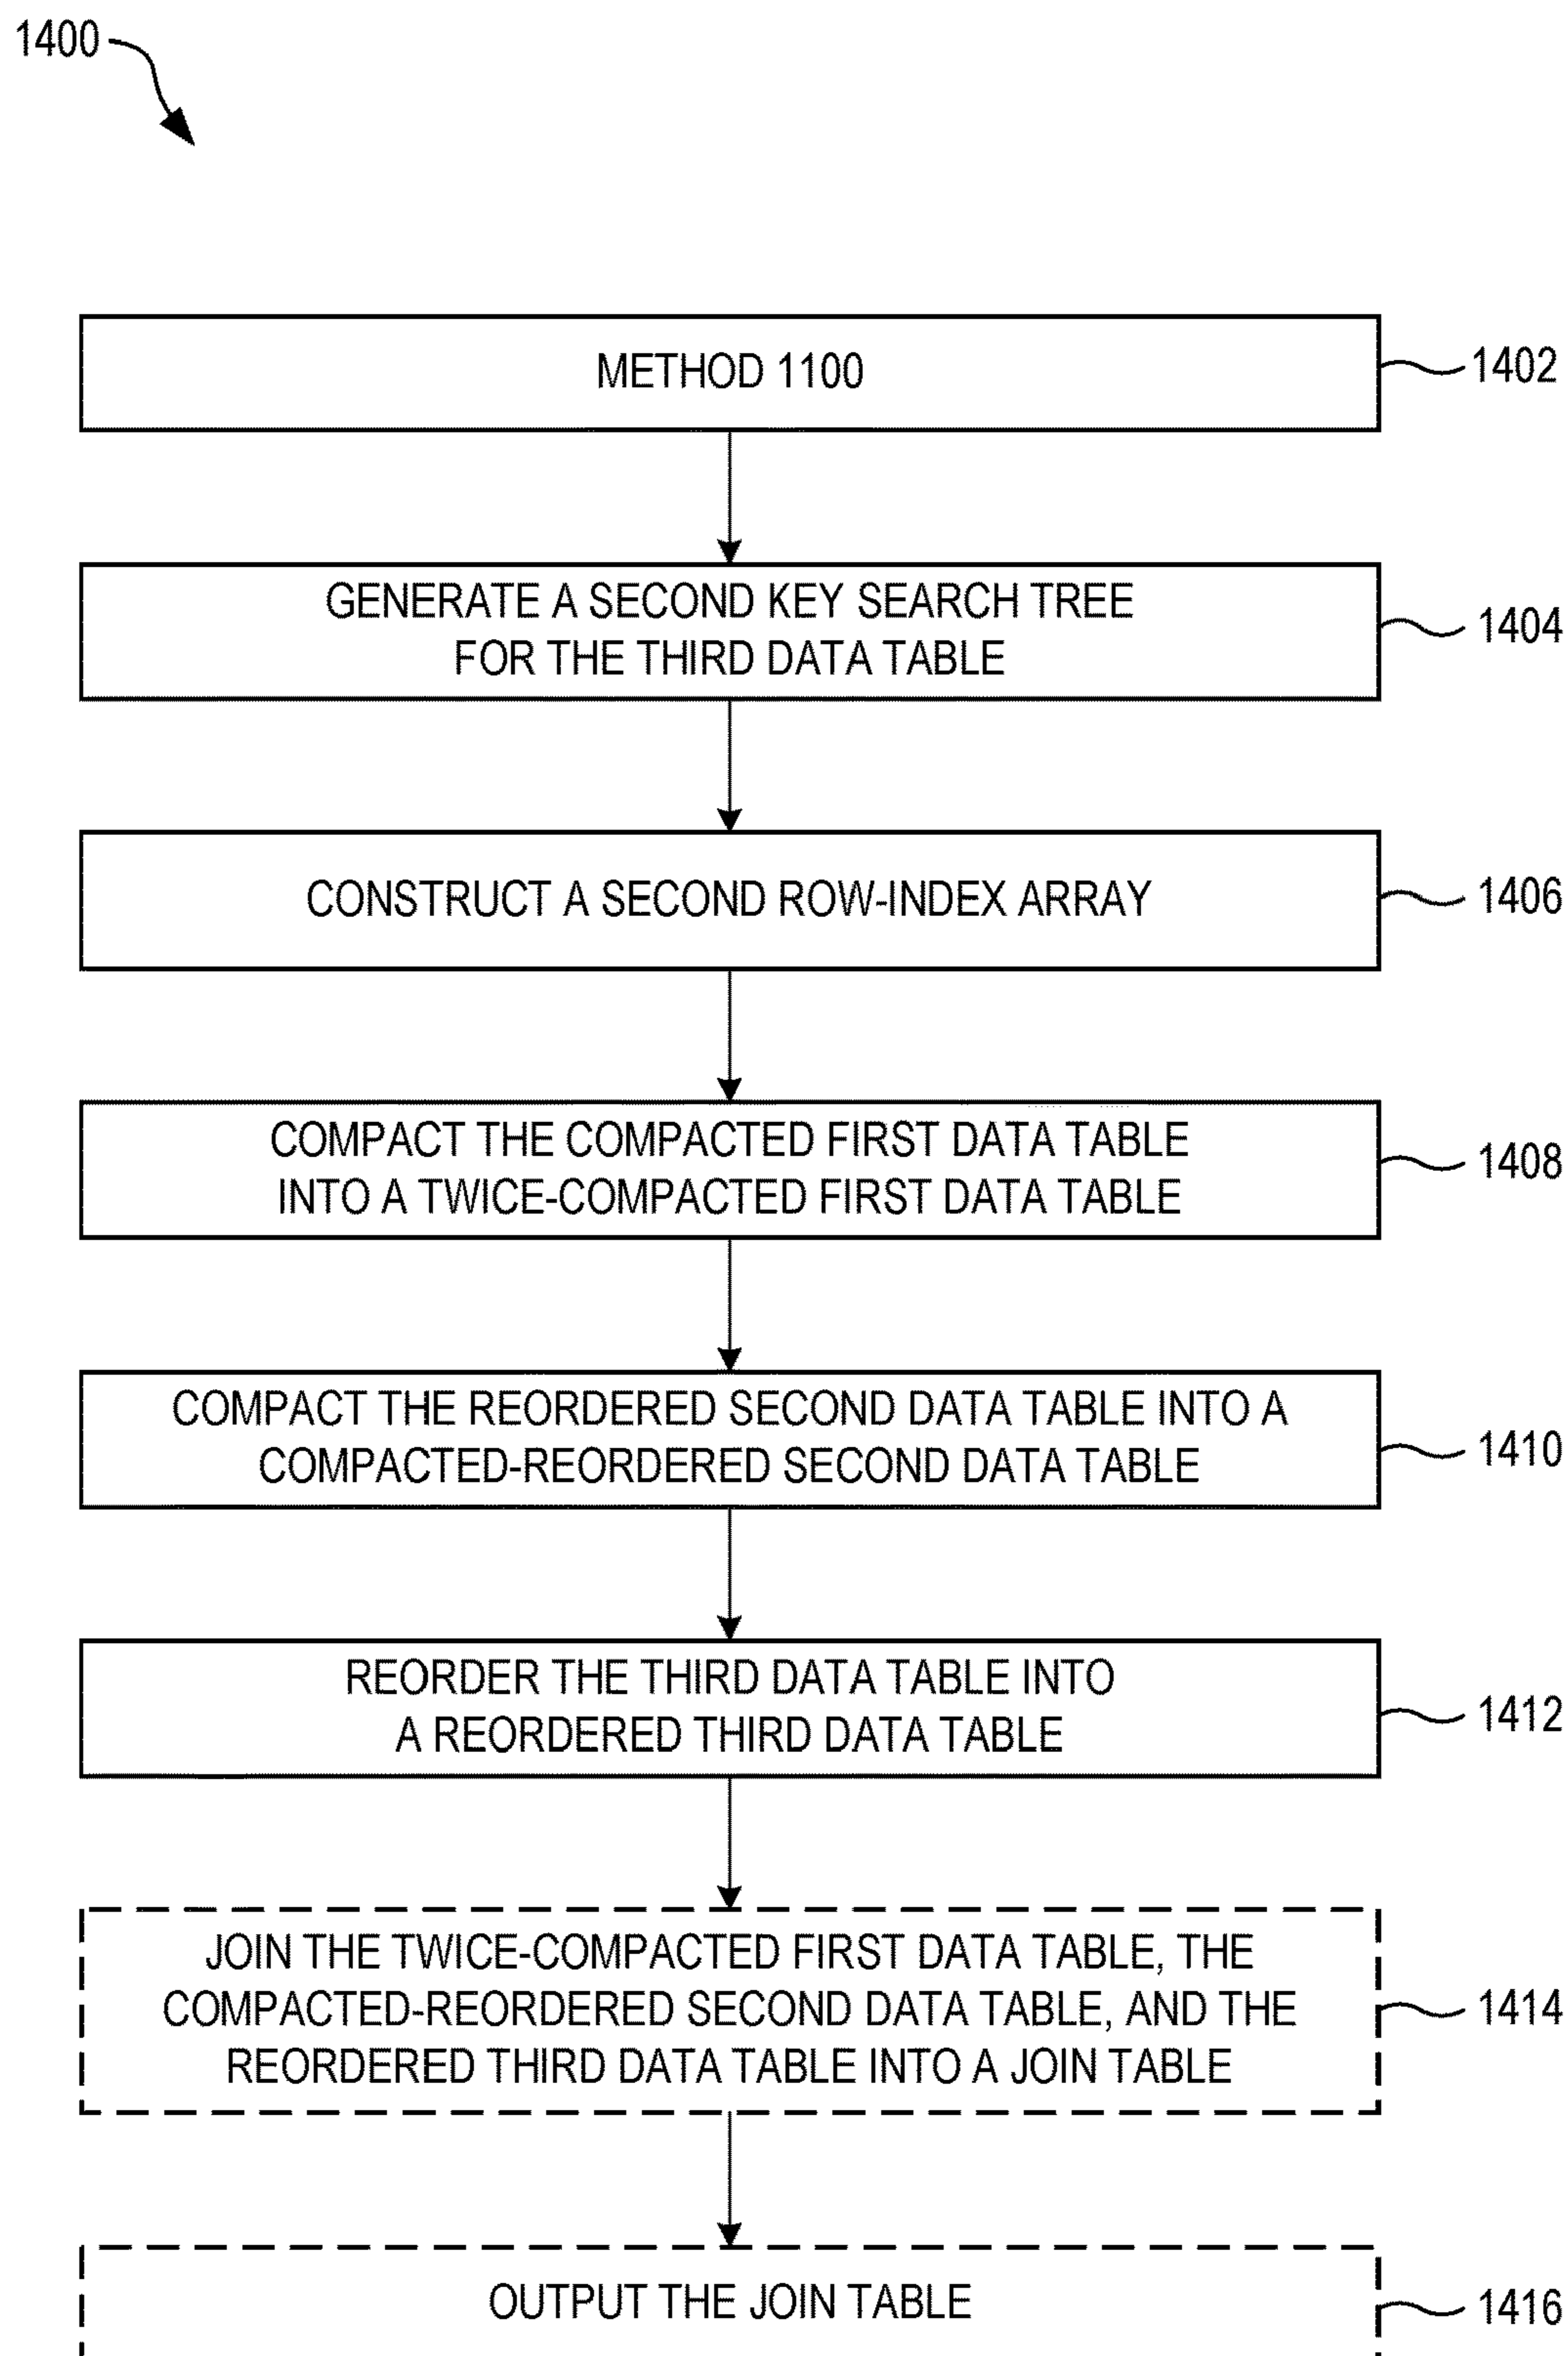 1400
METHOD 1100
1402
GENERATE A SECOND KEY SEARCH TREE
FOR THE THIRD DATA TABLE
1404
CONSTRUCT A SECOND ROW-INDEX ARRAY
1406
COMPACT THE COMPACTED FIRST DATA TABLE
INTO A TWICE-COMPACTED FIRST DATA TABLE
1408
COMPACT THE REORDERED SECOND DATA TABLE INTO A
COMPACTED-REORDERED SECOND DATA TABLE
1410
REORDER THE THIRD DATA TABLE INTO
A REORDERED THIRD DATA TABLE
1412
JOIN THE TWICE-COMPACTED FIRST DATA TABLE, THE
COMPACTED-REORDERED SECOND DATA TABLE, AND THE
REORDERED THIRD DATA TABLE INTO A JOIN TABLE
1414
OUTPUT THE JOIN TABLE
1416